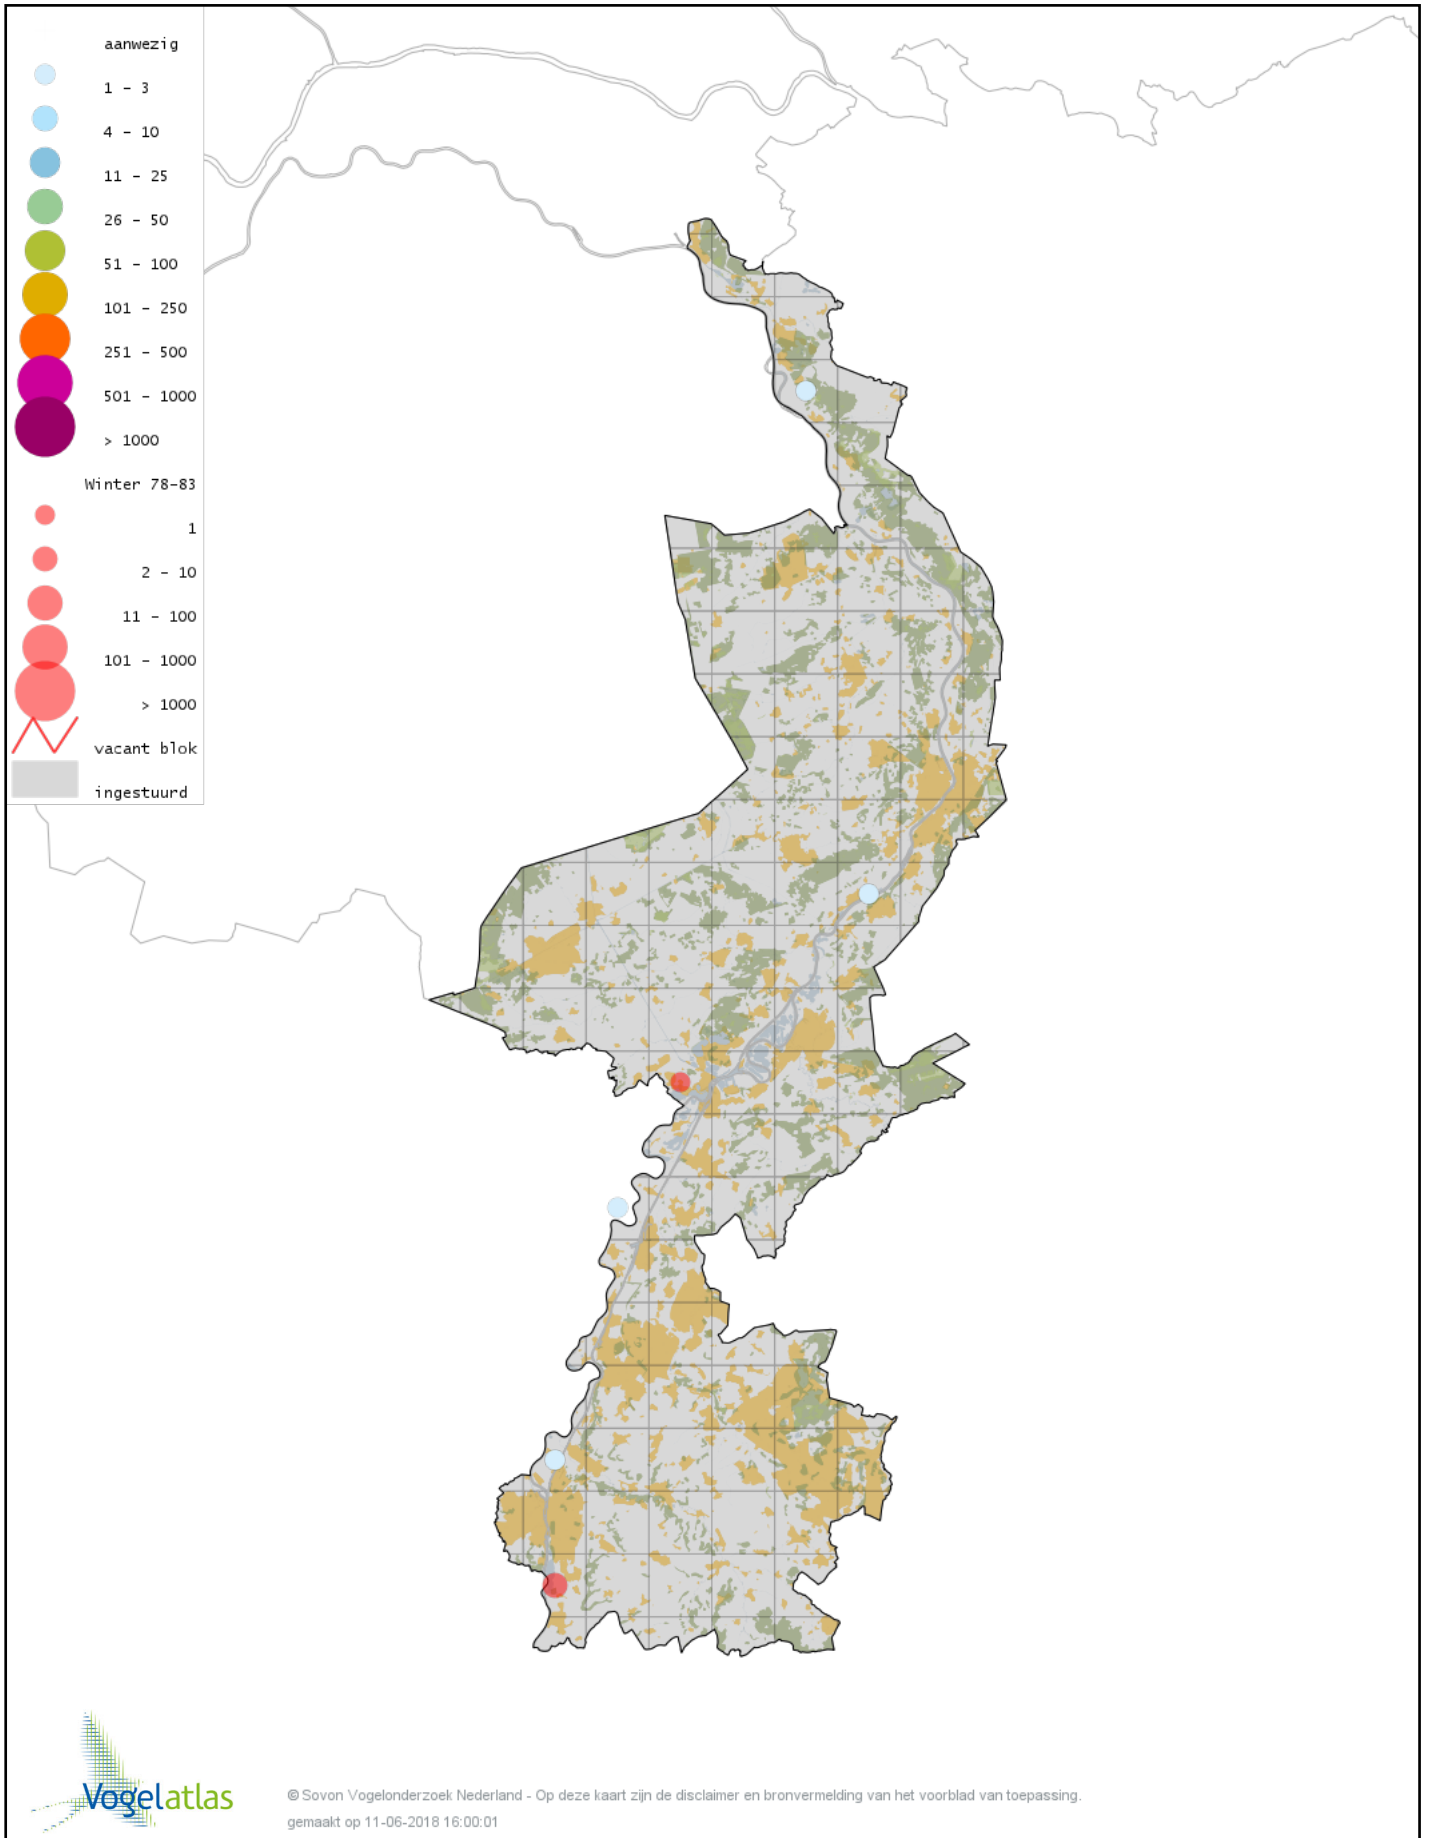 aanwezig
1 – 3
4 – 10
11 – 25
26 – 50
51 – 100
101 – 250
251 – 500
501 – 1000
> 1000
Winter 78-83
1
2 – 10
11 – 100
101 – 1000
> 1000
vacant blok
ingestuurd
Vogelatlas
© Sovon Vogelonderzoek Nederland - Op deze kaart zijn de disclaimer en bronvermelding van het voorblad van toepassing.
gemaakt op 11-06-2018 16:00:01